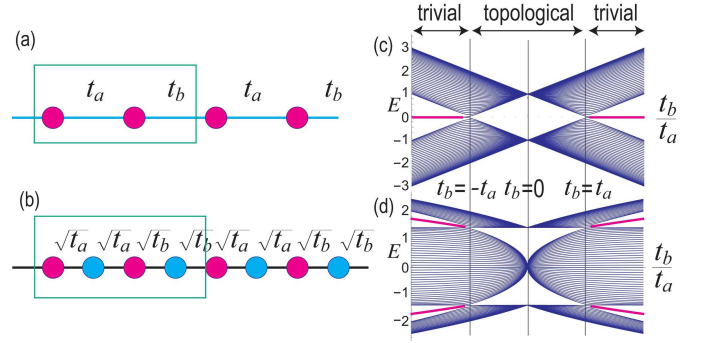 trivial topological trivial
(a)
t_a t_b t_a t_b
(b)
√t_a √t_a √t_b √t_b √t_a √t_a √t_b √t_b
(c)
3
2
1
E
0
-1
-2
-3
t_b/t_a
t_b=-t_a t_b=0 t_b=t_a
(d)
2
1
E
0
-1
-2
t_b/t_a